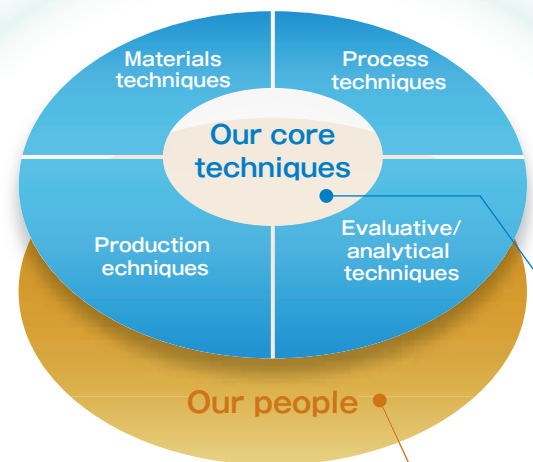 Materials
techniques
Process
techniques
Our core
techniques
Production
echniques
Evaluative/
analytical
techniques
Our people